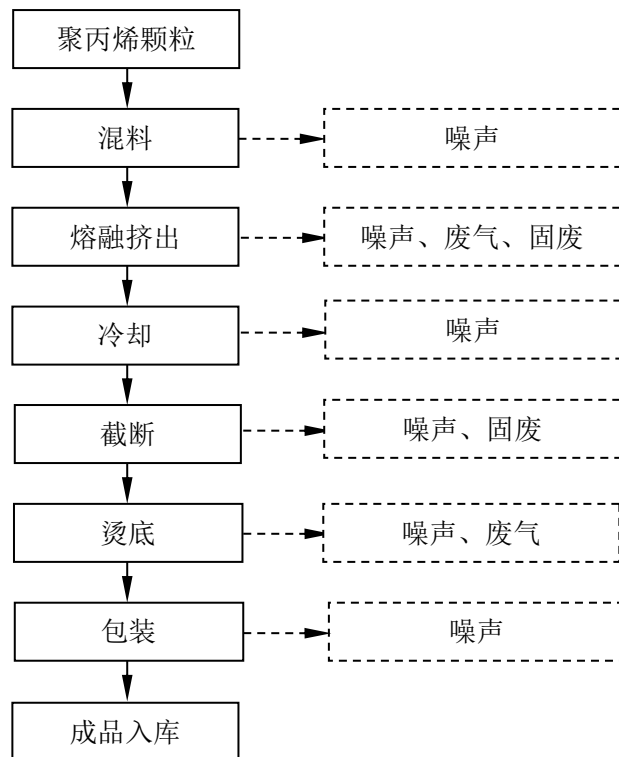 聚丙烯颗粒
混料
噪声
熔融挤出
噪声、废气、固废
冷却
噪声
截断
噪声、固废
烫底
噪声、废气
包装
噪声
成品入库